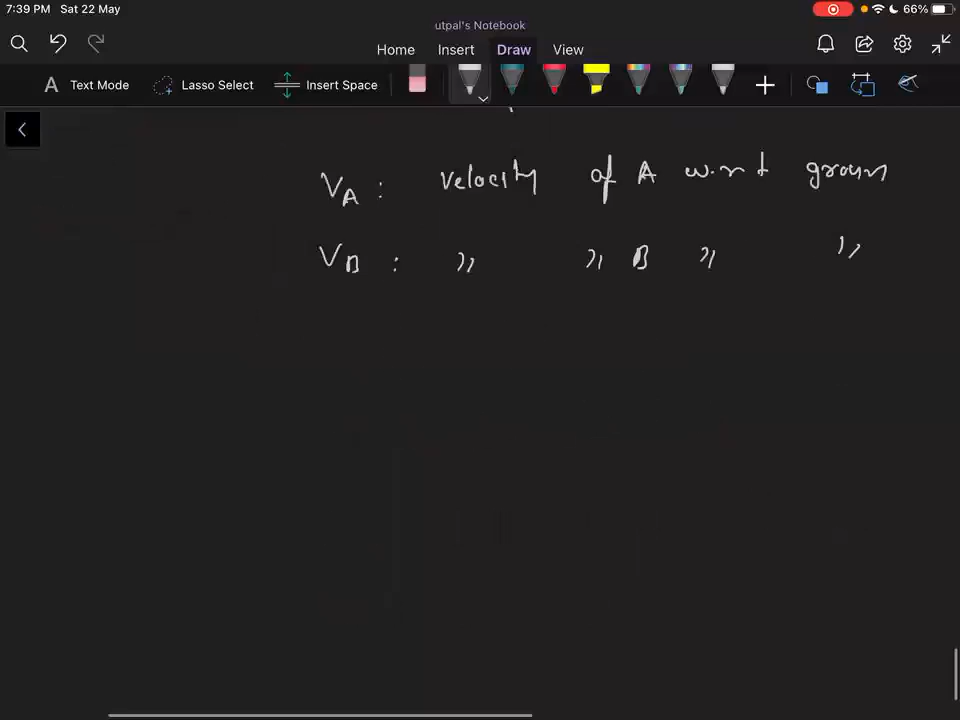 7:39 PM Sat 22 May 66%
utpal's Notebook
Home Insert Draw View
A Text Mode Lasso Select Insert Space
VA : velocity of A w.r.t groun
VB : " " B " "